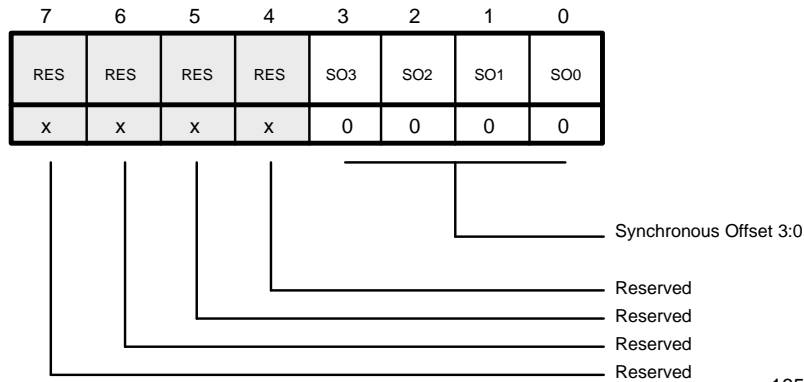 7 6 5 4 3 2 1 0
RES RES RES RES SO3 SO2 SO1 SO0
x x x x 0 0 0 0
Synchronous Offset 3:0
Reserved
Reserved
Reserved
Reserved